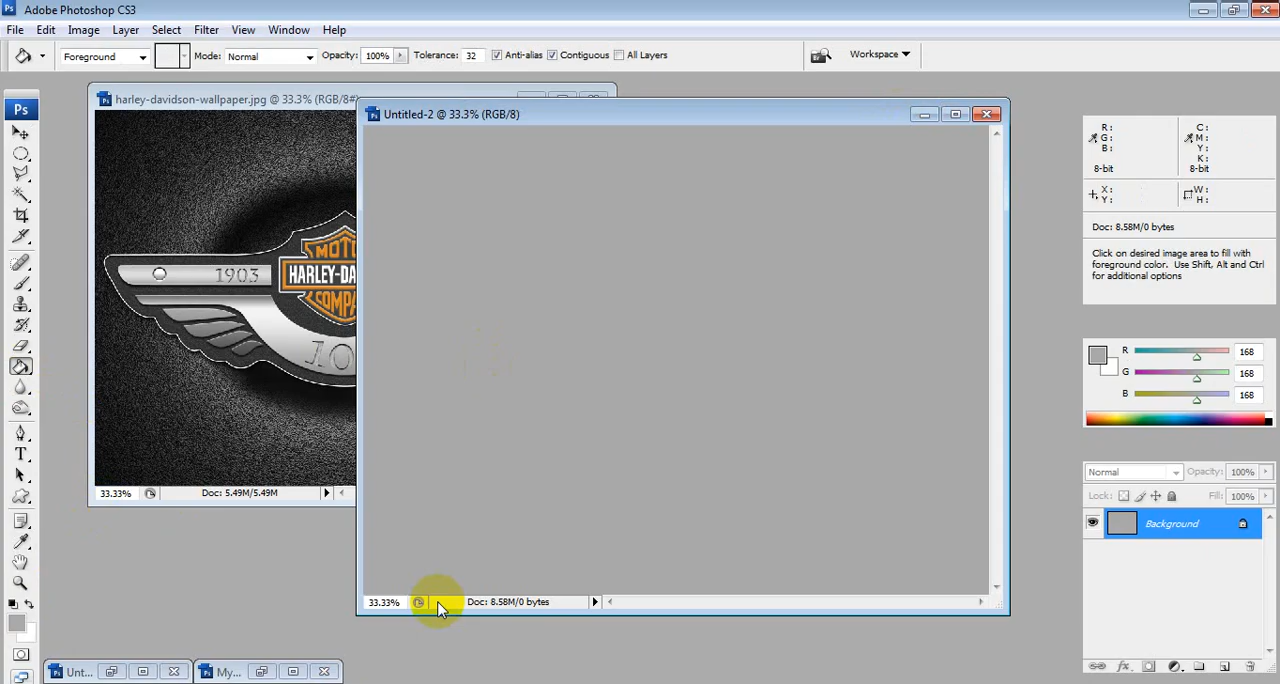 Adobe Photoshop CS3
File Edit Image Layer Select Filter View Window Help
Foreground Mode: Normal Opacity: 100% Tolerance: 32 Anti-alias Contiguous All Layers Workspace
Ps
harley-davidson-wallpaper.jpg @ 33.3% (RGB/8#)
Untitled-2 @ 33.3% (RGB/8)
MOTO
1903
HARLEY-DA
COMPA
10
33.33% Doc: 5.49M/5.49M
33.33% Doc: 8.58M/0 bytes
R: C:
G: M:
B: Y:
K:
8-bit 8-bit
X: W:
Y: H:
Doc: 8.58M/0 bytes
Click on desired image area to fill with
foreground color. Use Shift, Alt and Ctrl
for additional options
R 168
G 168
B 168
Normal Opacity: 100%
Lock: Fill: 100%
Background
T
Unt... My...